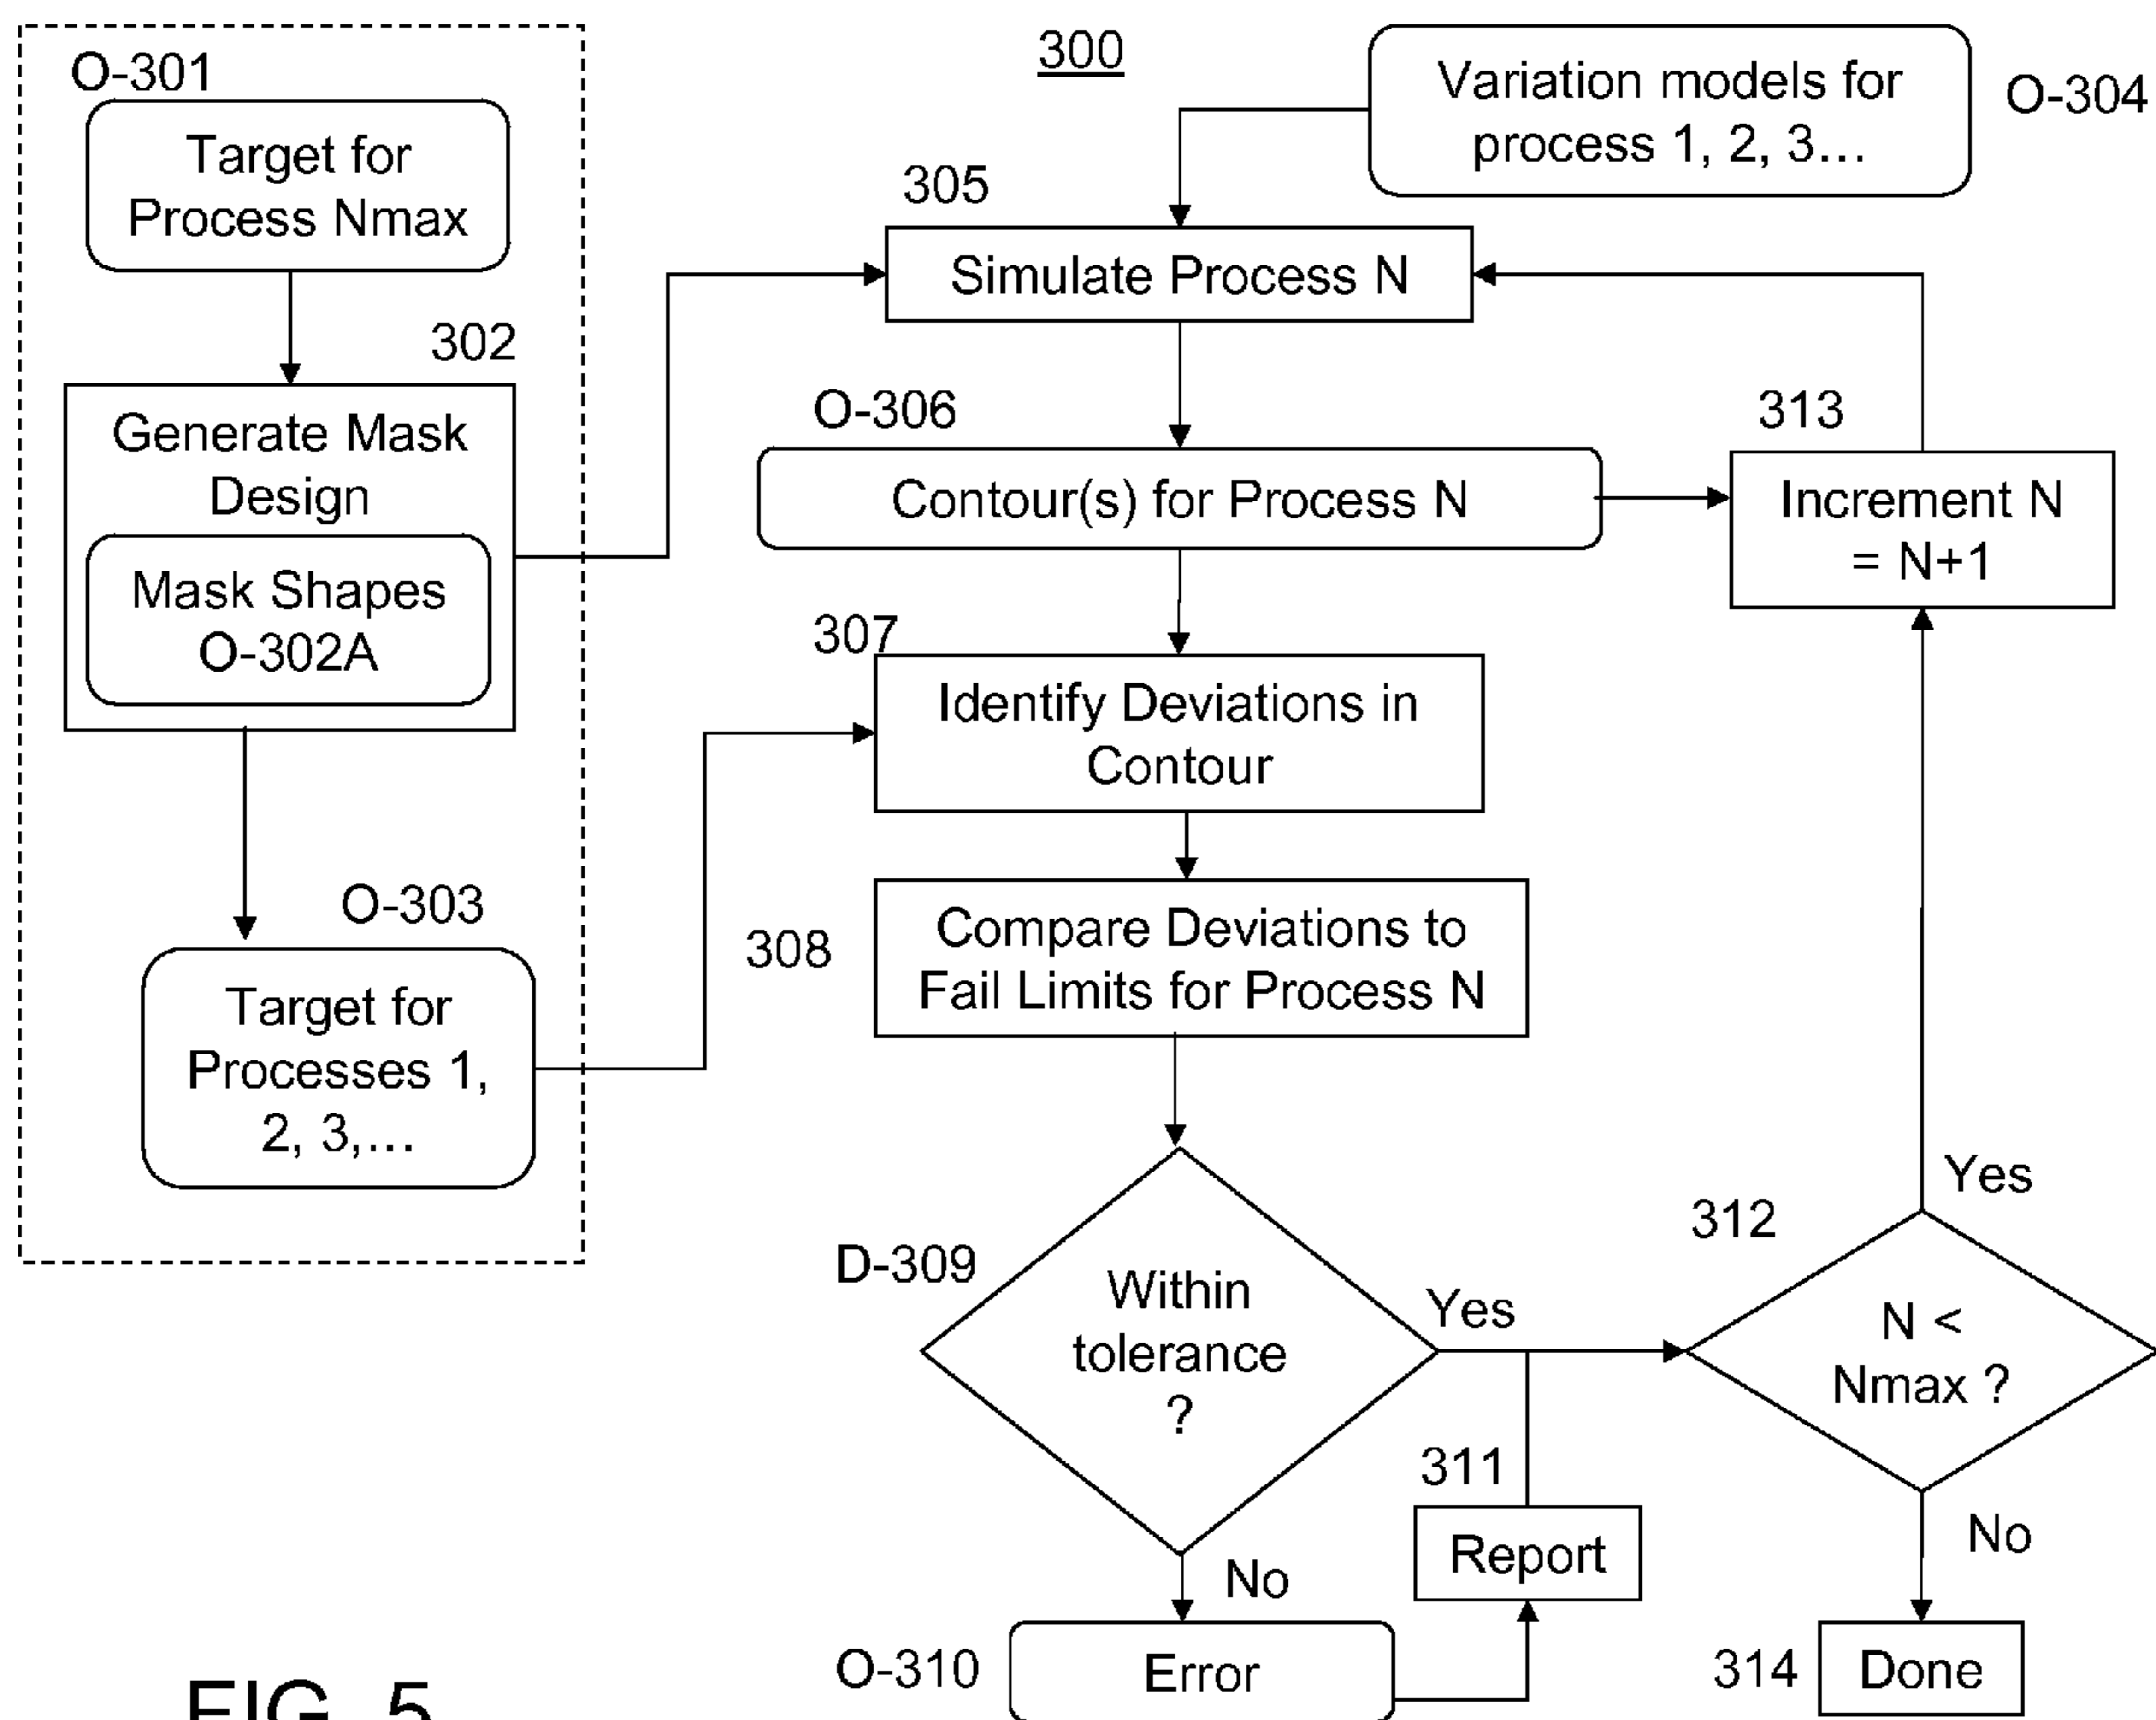 300
O-301
Target for
Process Nmax
302
Generate Mask
Design
Mask Shapes
O-302A
O-303
Target for
Processes 1,
2, 3,...
Variation models for
process 1, 2, 3...
O-304
305
Simulate Process N
O-306
Contour(s) for Process N
313
Increment N
= N+1
307
Identify Deviations in
Contour
308
Compare Deviations to
Fail Limits for Process N
D-309
Within
tolerance
?
Yes
No
O-310
Error
311
Report
312
N <
Nmax ?
Yes
No
314
Done
FIG. 5